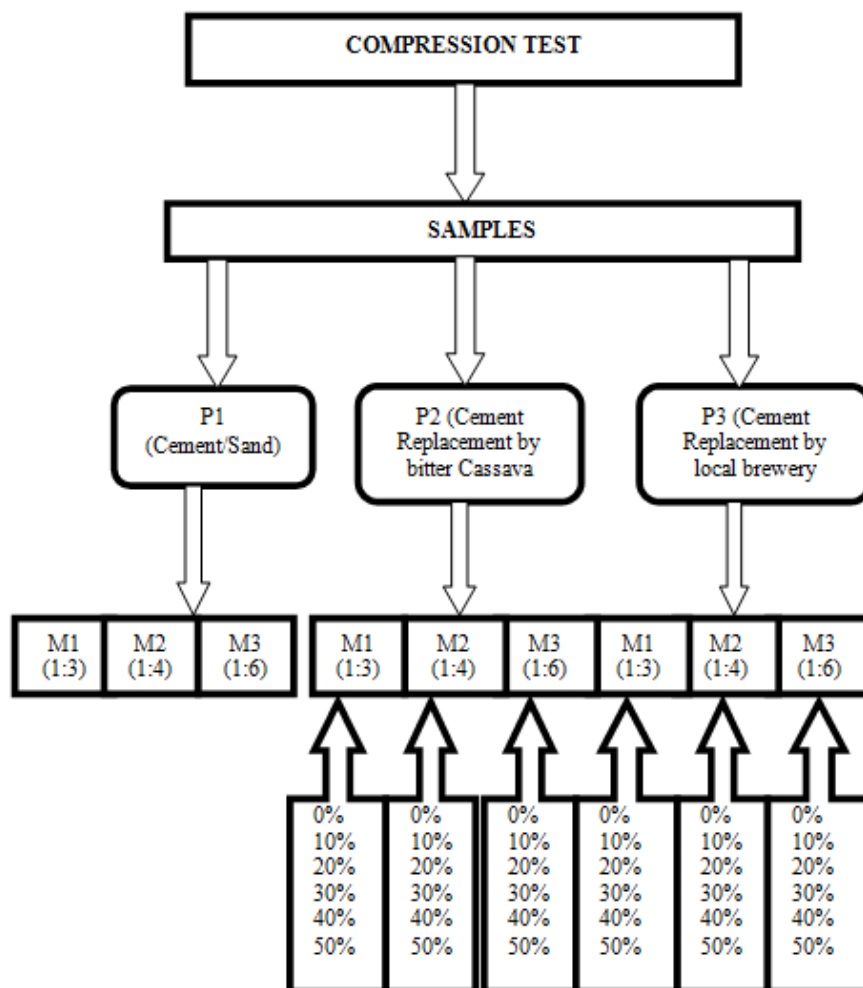 COMPRESSION TEST
SAMPLES
P1
(Cement/Sand)
P2 (Cement
Replacement by
bitter Cassava
P3 (Cement
Replacement by
local brewery
M1
(1:3)
M2
(1:4)
M3
(1:6)
M1
(1:3)
M2
(1:4)
M3
(1:6)
M1
(1:3)
M2
(1:4)
M3
(1:6)
0%
10%
20%
30%
40%
50%
0%
10%
20%
30%
40%
50%
0%
10%
20%
30%
40%
50%
0%
10%
20%
30%
40%
50%
0%
10%
20%
30%
40%
50%
0%
10%
20%
30%
40%
50%